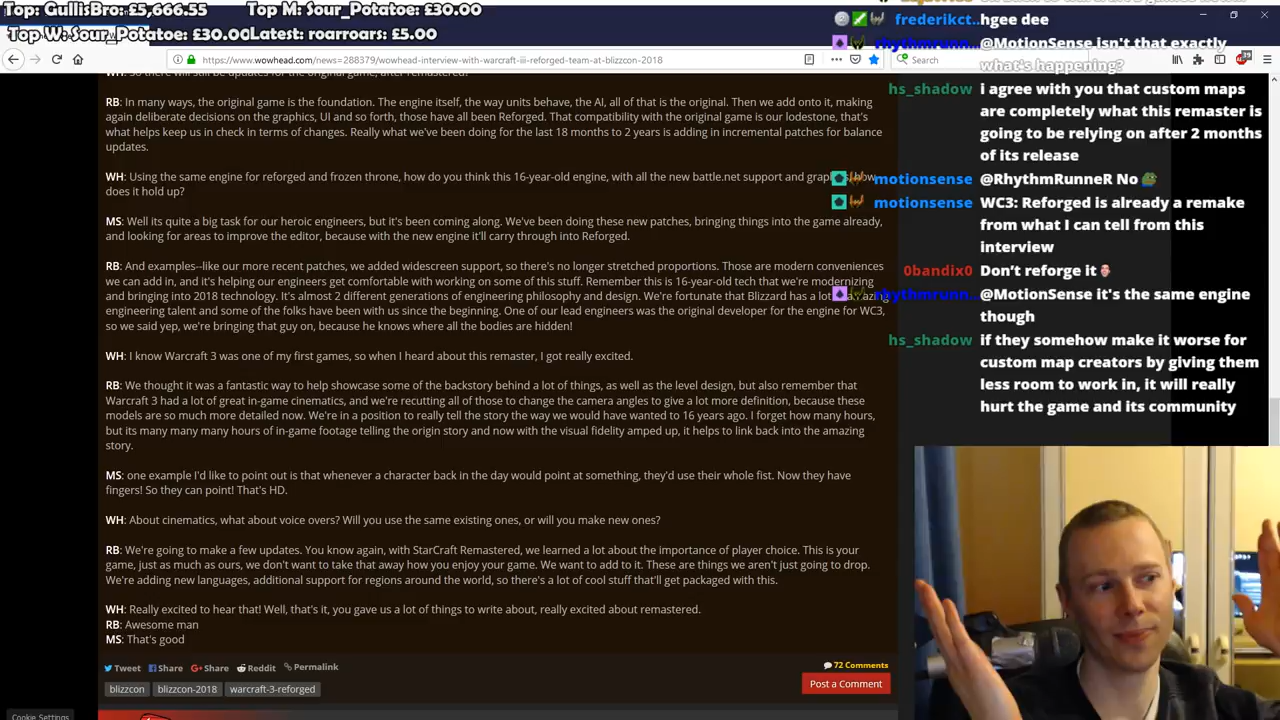 Top: GullisBro: £5,666.55
Top M: Sour_Potatoe: £30.00
Top W: Sour_Potatoe: £30.00
Latest: roarroars: £5.00
https://www.wowhead.com/news=288379/wowhead-interview-with-warcraft-iii-reforged-team-at-blizzcon-2018
Search
WH: So there will still be updates for the original game, after remastered?
RB: In many ways, the original game is the foundation. The engine itself, the way units behave, the AI, all of that is the original. Then we add onto it, making
again deliberate decisions on the graphics, UI and so forth, those have all been Reforged. That compatibility with the original game is our lodestone, that's
what helps keep us in check in terms of changes. Really what we've been doing for the last 18 months to 2 years is adding in incremental patches for balance
updates.
WH: Using the same engine for reforged and frozen throne, how do you think this 16-year-old engine, with all the new battle.net support and graphics, how
does it hold up?
MS: Well its quite a big task for our heroic engineers, but it's been coming along. We've been doing these new patches, bringing things into the game already,
and looking for areas to improve the editor, because with the new engine it'll carry through into Reforged.
RB: And examples--like our more recent patches, we added widescreen support, so there's no longer stretched proportions. Those are modern conveniences
we can add in, and it's helping our engineers get comfortable with working on some of this stuff. Remember this is 16-year-old tech that we're modernizing
and bringing into 2018 technology. It's almost 2 different generations of engineering philosophy and design. We're fortunate that Blizzard has a lot amazing
engineering talent and some of the folks have been with us since the beginning. One of our lead engineers was the original developer for the engine for WC3,
so we said yep, we're bringing that guy on, because he knows where all the bodies are hidden!
WH: I know Warcraft 3 was one of my first games, so when I heard about this remaster, I got really excited.
RB: We thought it was a fantastic way to help showcase some of the backstory behind a lot of things, as well as the level design, but also remember that
Warcraft 3 had a lot of great in-game cinematics, and we're recutting all of those to change the camera angles to give a lot more definition, because these
models are so much more detailed now. We're in a position to really tell the story the way we would have wanted to 16 years ago. I forget how many hours,
but its many many many hours of in-game footage telling the origin story and now with the visual fidelity amped up, it helps to link back into the amazing
story.
MS: one example I'd like to point out is that whenever a character back in the day would point at something, they'd use their whole fist. Now they have
fingers! So they can point! That's HD.
WH: About cinematics, what about voice overs? Will you use the same existing ones, or will you make new ones?
RB: We're going to make a few updates. You know again, with StarCraft Remastered, we learned a lot about the importance of player choice. This is your
game, just as much as ours, we don't want to take that away how you enjoy your game. We want to add to it. These are things we aren't just going to drop.
We're adding new languages, additional support for regions around the world, so there's a lot of cool stuff that'll get packaged with this.
WH: Really excited to hear that! Well, that's it, you gave us a lot of things to write about, really excited about remastered.
RB: Awesome man
MS: That's good
Tweet Share Share Reddit Permalink
72 Comments
Post a Comment
blizzcon blizzcon-2018 warcraft-3-reforged
Cookie Settings
frederikct.. hgee dee
rhythmrunn.. @MotionSense isn't that exactly
what's happening?
hs_shadow i agree with you that custom maps
are completely what this remaster is
going to be relying on after 2 months
of its release
motionsense @RhythmRunneR No
motionsense WC3: Reforged is already a remake
from what I can tell from this
interview
0bandix0 Don't reforge it
rhythmrunn.. @MotionSense it's the same engine
though
hs_shadow if they somehow make it worse for
custom map creators by giving them
less room to work in, it will really
hurt the game and its community